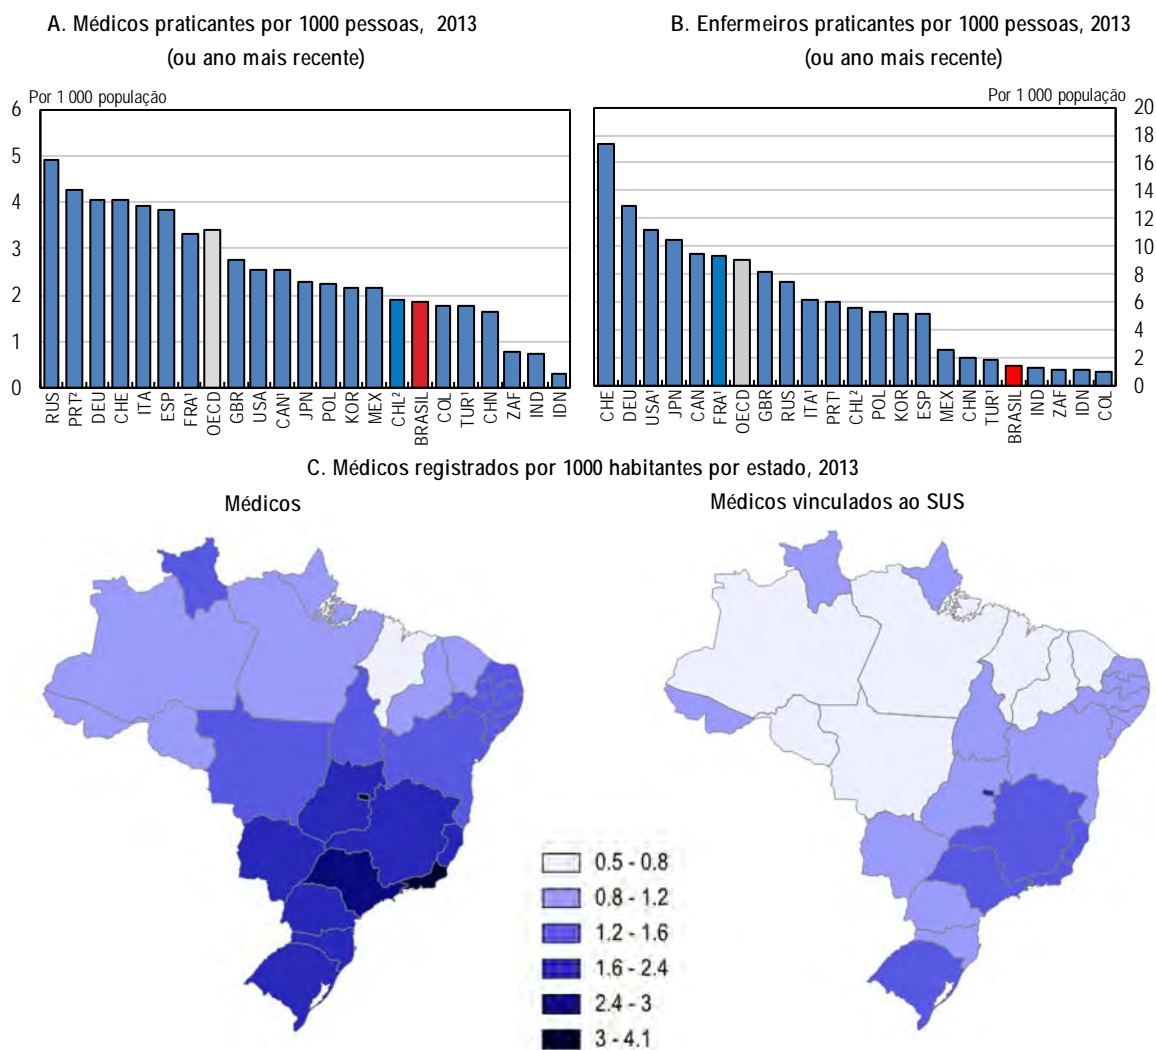 A. Médicos praticantes por 1000 pessoas, 2013
(ou ano mais recente)
Por 1 000 população
6
5
4
3
2
1
0
RUS
PRT²
DEU
CHE
ITA
ESP
FRA¹
OECD
GBR
USA
CAN¹
JPN
POL
KOR
MEX
CHL²
BRASIL
COL
TUR¹
CHN
ZAF
IND
IDN
B. Enfermeiros praticantes por 1000 pessoas, 2013
(ou ano mais recente)
Por 1 000 população
20
18
16
14
12
10
8
6
4
2
0
CHE
DEU
USA¹
JPN
CAN
FRA¹
OECD
GBR
RUS
ITA¹
PRT¹
CHL²
POL
KOR
ESP
MEX
CHN
TUR¹
BRASIL
IND
ZAF
IDN
COL
C. Médicos registrados por 1000 habitantes por estado, 2013
Médicos
Médicos vinculados ao SUS
0.5 - 0.8
0.8 - 1.2
1.2 - 1.6
1.6 - 2.4
2.4 - 3
3 - 4.1